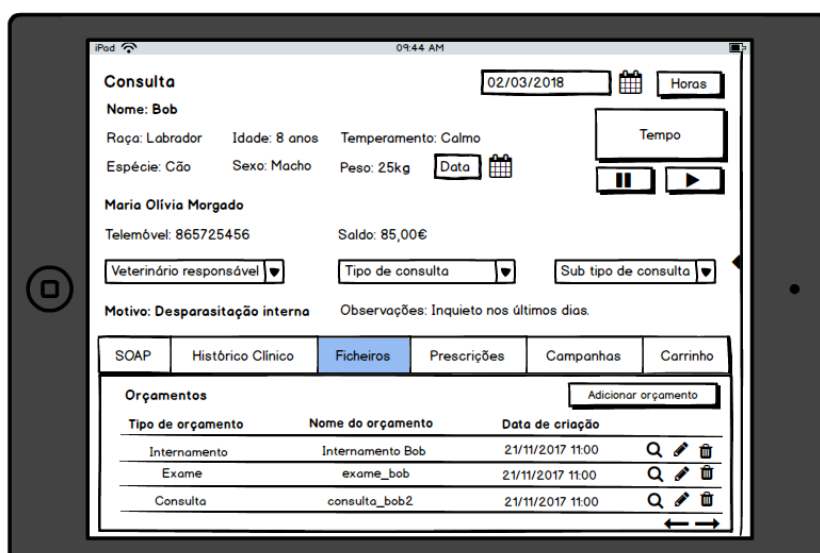 iPad 09:44 AM
Consulta 02/03/2018 Horas
Nome: Bob
Raça: Labrador Idade: 8 anos Temperamento: Calmo Tempo
Espécie: Cão Sexo: Macho Peso: 25kg Data
Maria Olívia Morgado
Telemóvel: 865725456 Saldo: 85,00€
Veterinário responsável Tipo de consulta Sub tipo de consulta
Motivo: Desparasitação interna Observações: Inquieto nos últimos dias.
SOAP Histórico Clínico Ficheiros Prescrições Campanhas Carrinho
Orçamentos Adicionar orçamento
Tipo de orçamento Nome do orçamento Data de criação
Internamento Internamento Bob 21/11/2017 11:00
Exame exame_bob 21/11/2017 11:00
Consulta consulta_bob2 21/11/2017 11:00